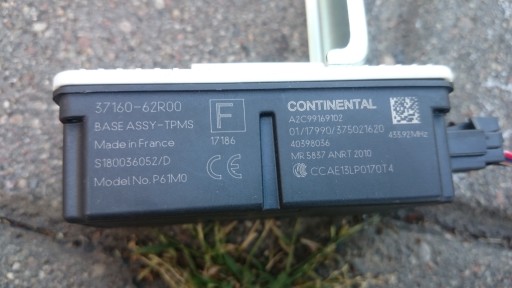 37160-62R00
BASE ASSY-TPMS
Made in France
S180036052/D
Model No. P61M0
F
17186
CE
CONTINENTAL
A2C99169102
01/17990/375021620
40398036
MR 5837 ANRT 2010
CCAE13LP0170T4
433.92MHz